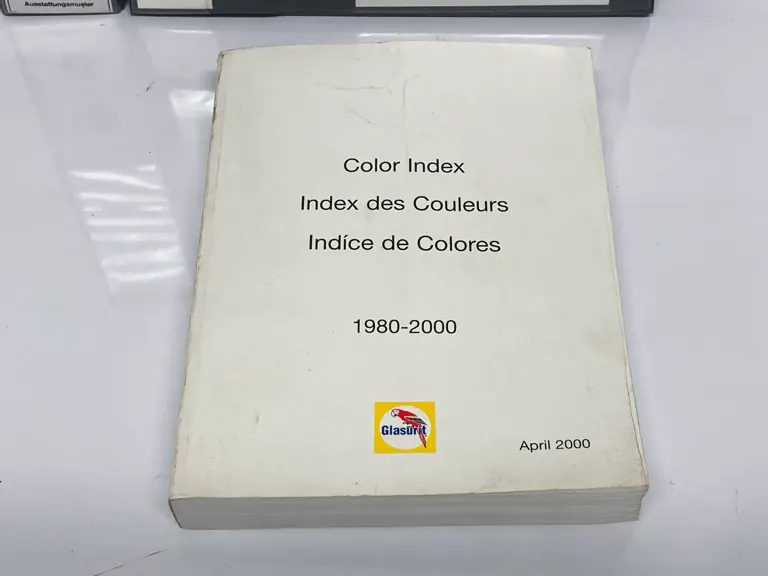 Ausstattungsmuster
Color Index
Index des Couleurs
Indíce de Colores
1980-2000
Glasurit
April 2000